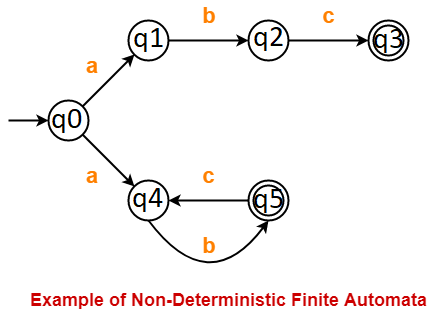 b
c
q1
q2
q3
a
q0
a
c
q4
q5
b
Example of Non-Deterministic Finite Automata